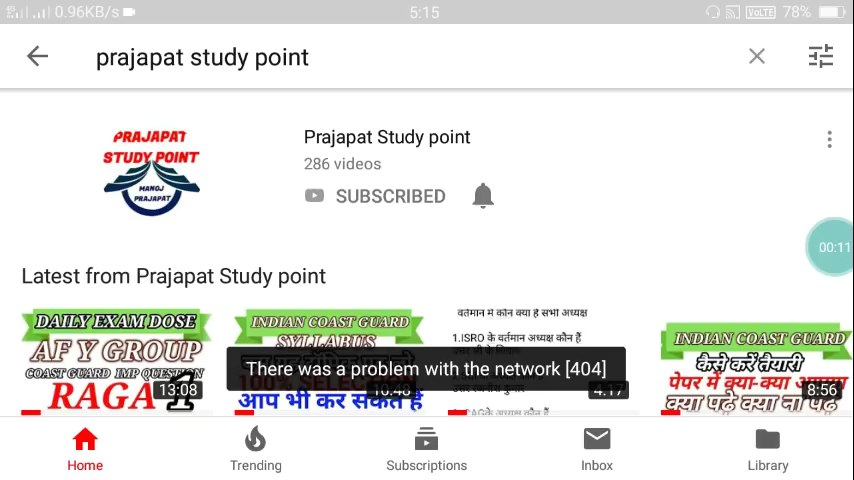 0.96KB/s
5:15
VoLTE 78%
prajapat study point
PRAJAPAT
STUDY POINT
MANOJ
PRAJAPAT
Prajapat Study point
286 videos
SUBSCRIBED
00:11
Latest from Prajapat Study point
DAILY EXAM DOSE
AF Y GROUP
COAST GUARD IMP QUESTION
RAGA 1
13:08
INDIAN COAST GUARD
SYLLABUS
100% SELE
आप भी कर सकते हैं
10:48
वर्तमान में कौन क्या है सभी अध्यक्ष
1.ISRO के वर्तमान अध्यक्ष कौन हैं
4:17
INDIAN COAST GUARD
कैसे करें तैयारी
पेपर में क्या-क्या
क्या पढ़े क्या ना पढ़े
8:56
There was a problem with the network [404]
Home
Trending
Subscriptions
Inbox
Library